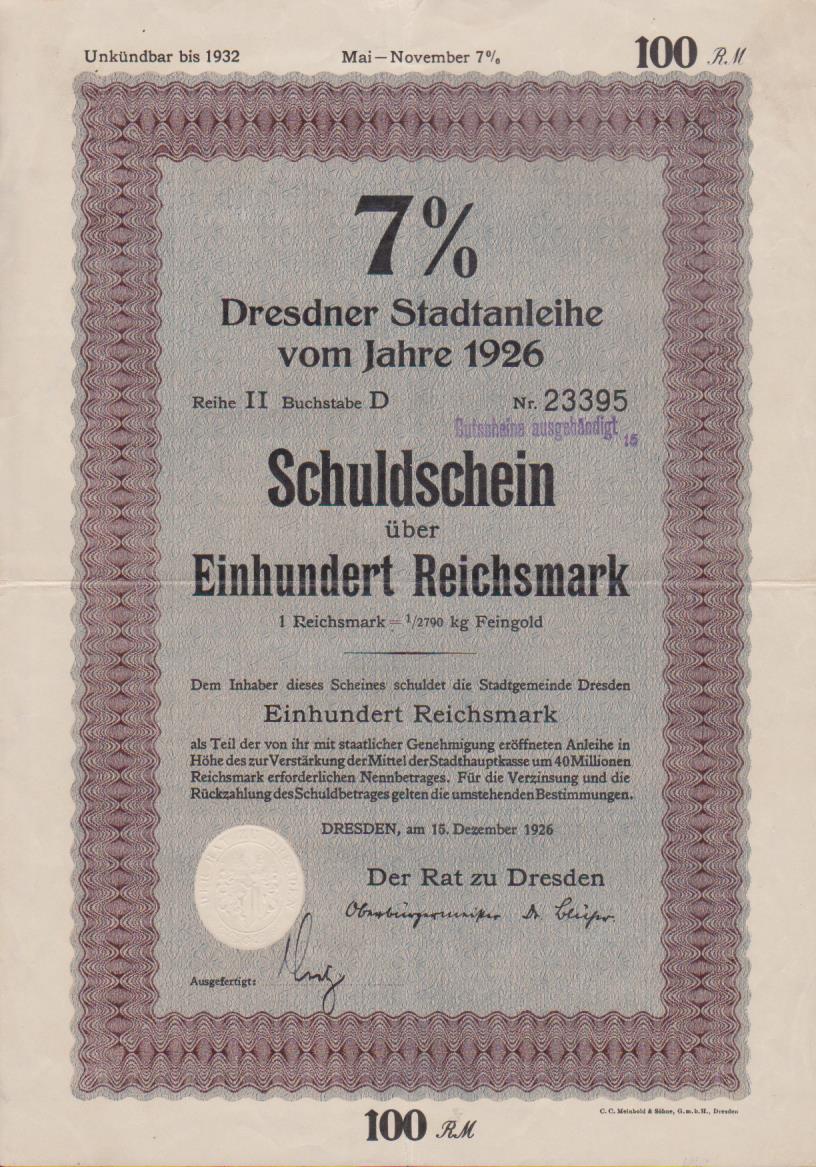 Unkündbar bis 1932 Mai—November 7% 100 RM
7%
Dresdner Stadtanleihe
vom Jahre 1926
Reihe II Buchstabe D Nr. 23395
Gutscheine ausgehändigt 15
Schuldschein
über
Einhundert Reichsmark
1 Reichsmark = 1/2790 kg Feingold
Dem Inhaber dieses Scheines schuldet die Stadtgemeinde Dresden
Einhundert Reichsmark
als Teil der von ihr mit staatlicher Genehmigung eröffneten Anleihe in
Höhe des zur Verstärkung der Mittel der Stadthauptkasse um 40 Millionen
Reichsmark erforderlichen Nennbetrages. Für die Verzinsung und die
Rückzahlung des Schuldbetrages gelten die umstehenden Bestimmungen.
DRESDEN, am 15. Dezember 1926
Der Rat zu Dresden
Oberbürgermeister Dr. Blüher.
Ausgefertigt:
C. C. Meinhold & Söhne, G. m. b. H., Dresden
100 RM